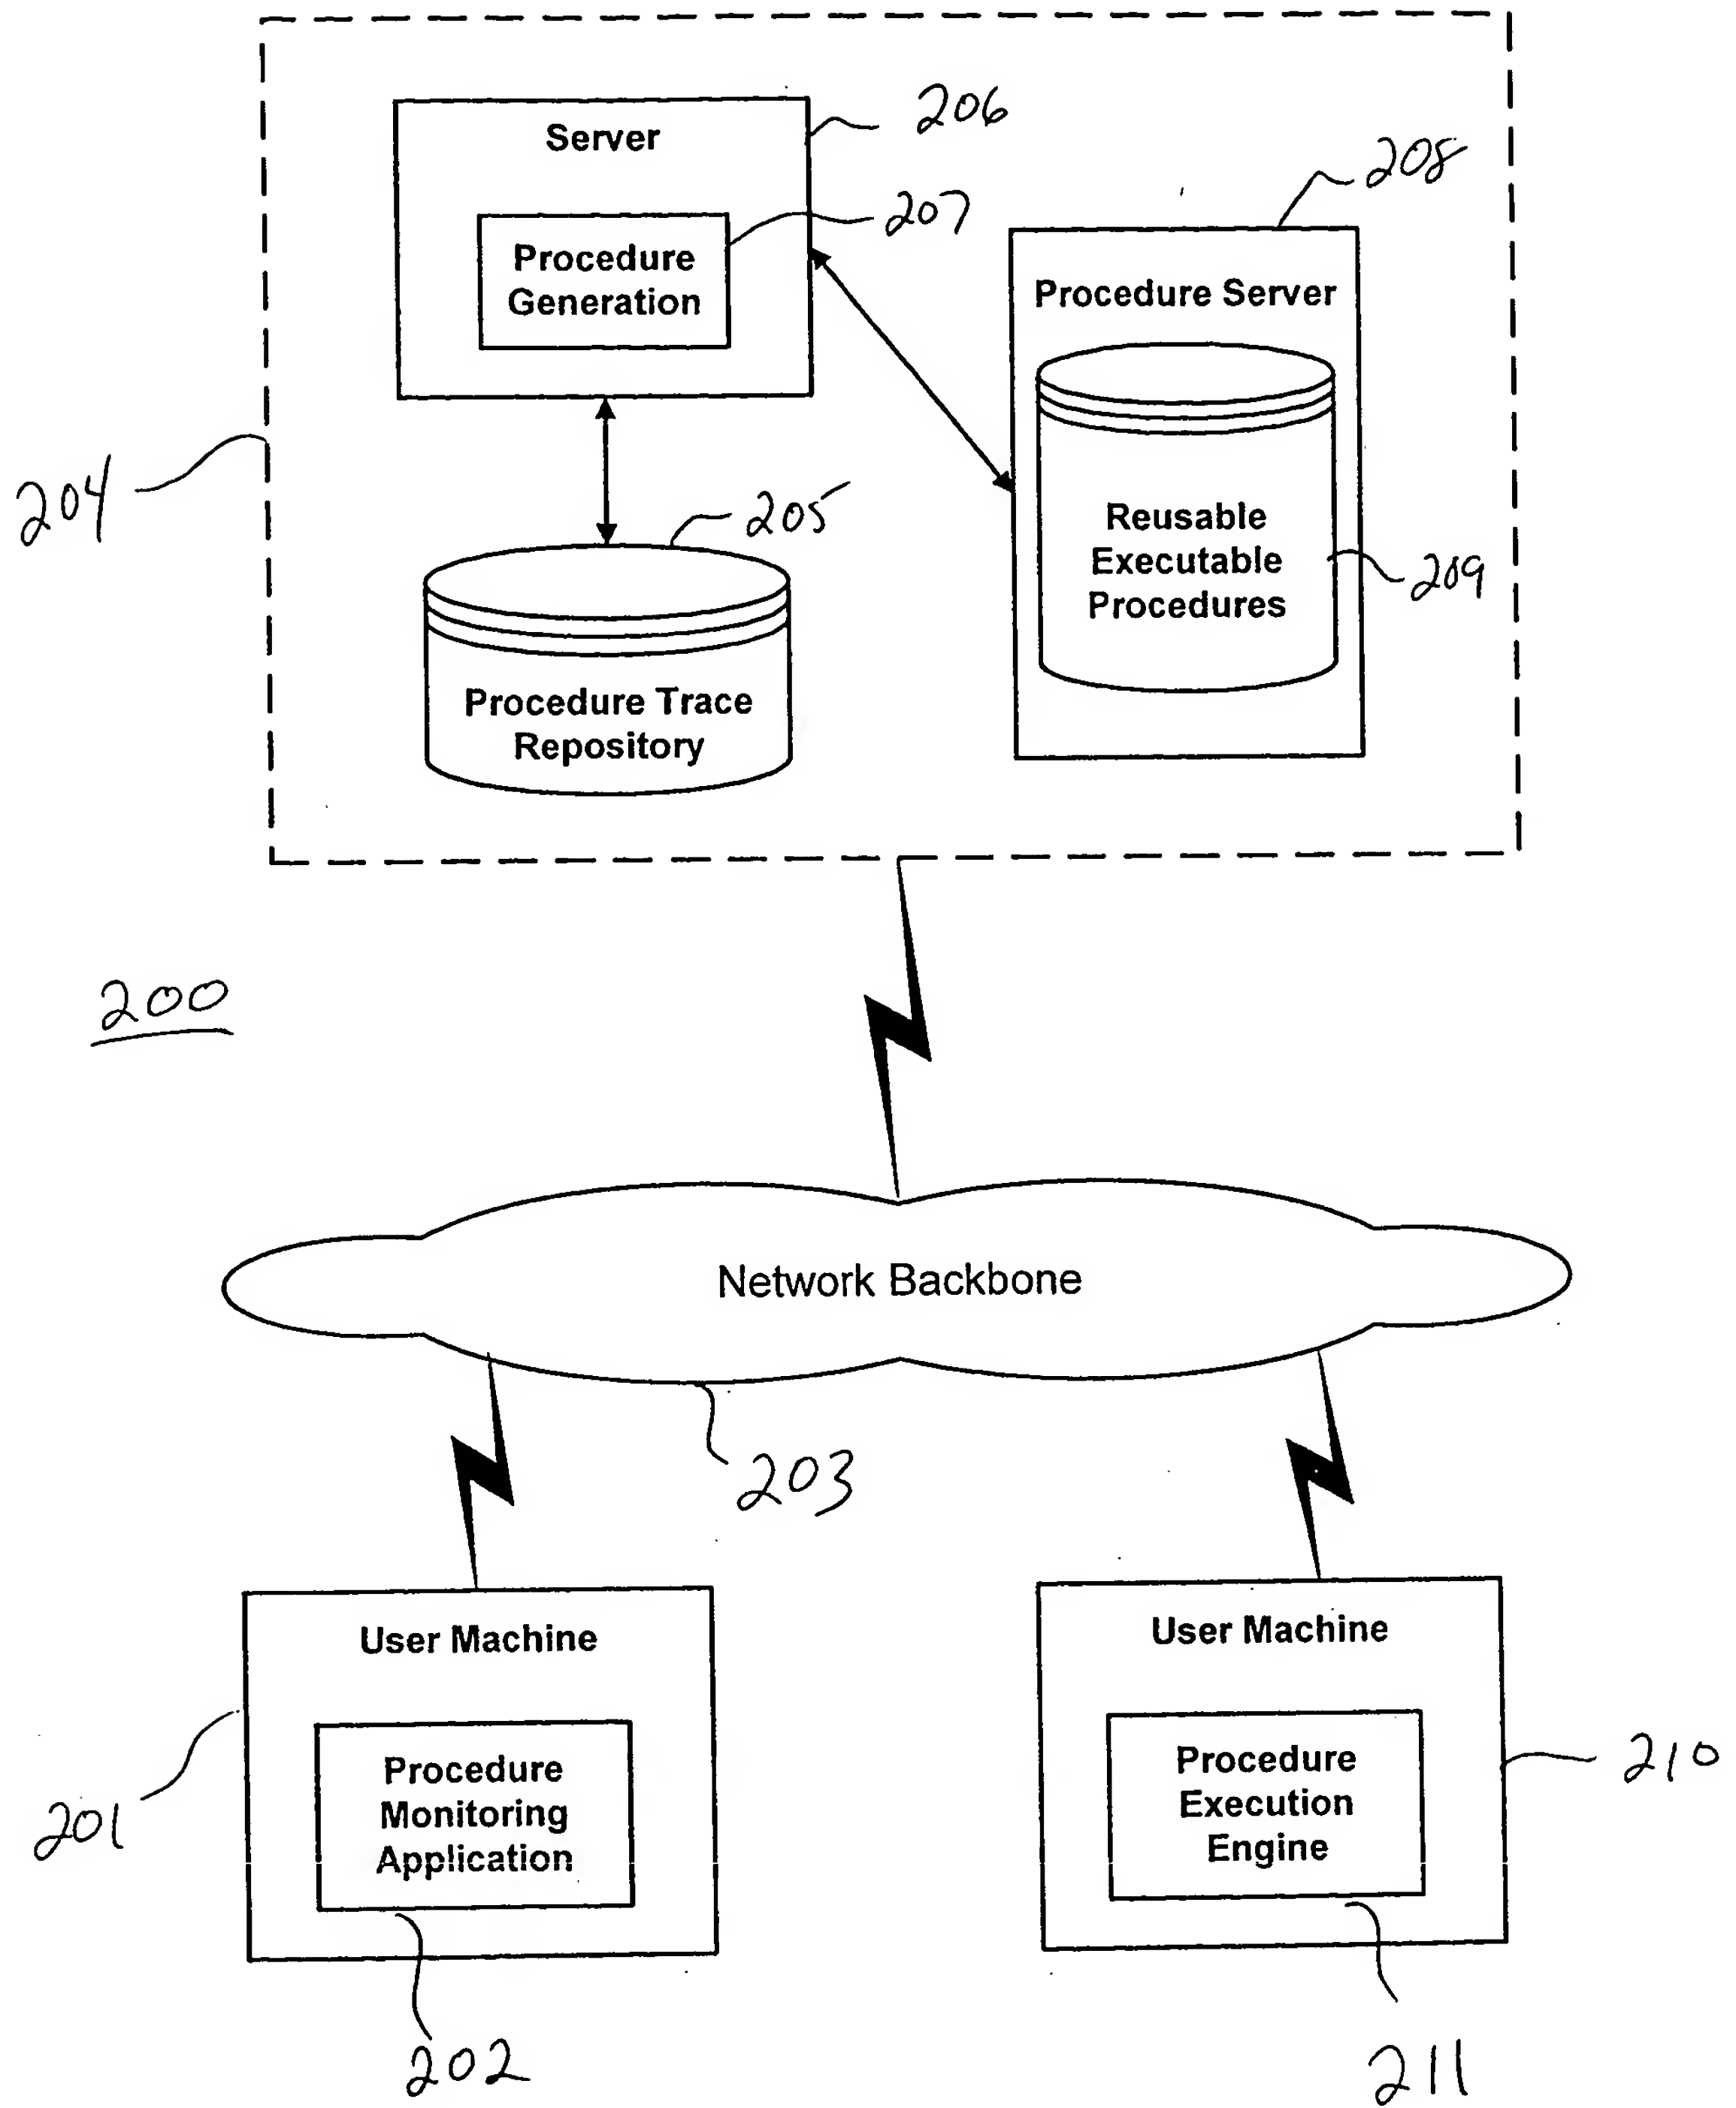 206
Server
208
207
Procedure
Generation
Procedure Server
204
205
Reusable
Executable
Procedures
209
Procedure Trace
Repository
200
Network Backbone
203
User Machine
User Machine
Procedure
Monitoring
Application
Procedure
Execution
Engine
210
201
202
211